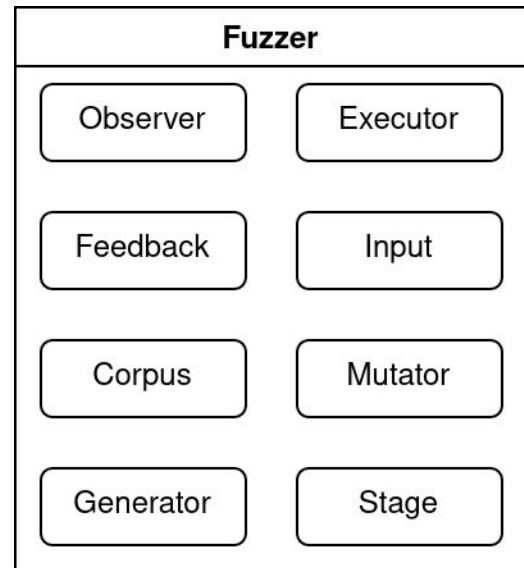 Fuzzer
Observer
Executor
Feedback
Input
Corpus
Mutator
Generator
Stage